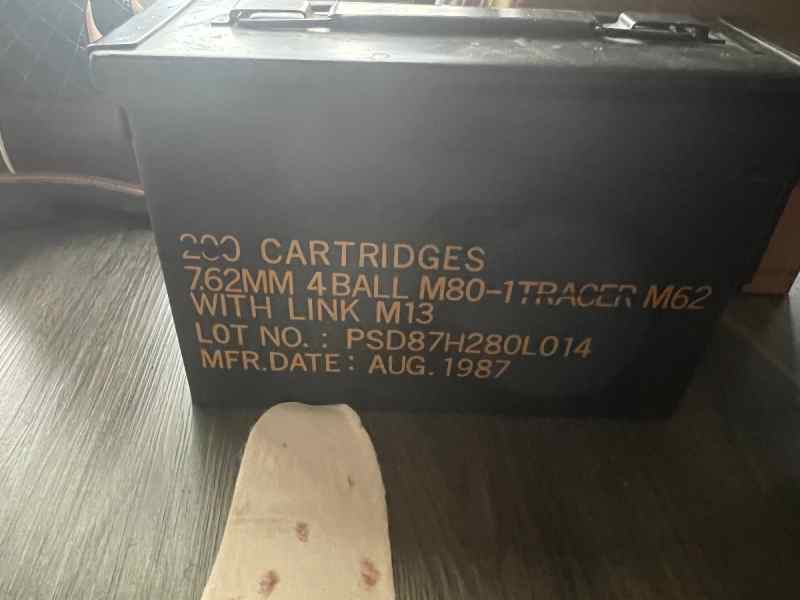 200 CARTRIDGES
7.62MM 4 BALL M80-1 TRACER M62
WITH LINK M13
LOT NO. : PSD87H280L014
MFR. DATE : AUG. 1987